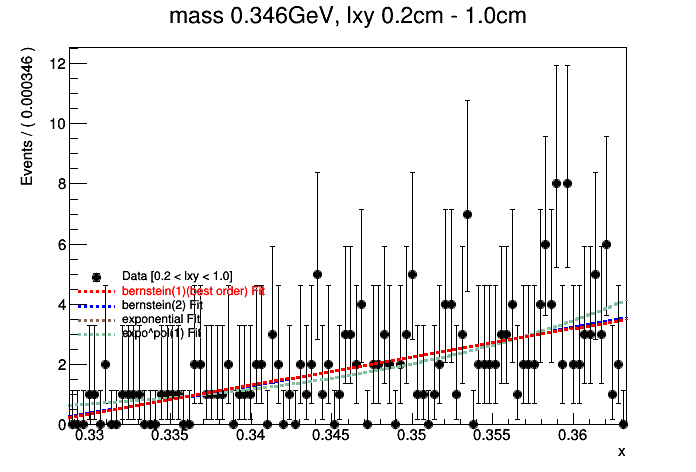 mass 0.346GeV, lxy 0.2cm - 1.0cm
Events / ( 0.000346 )
12
10
8
6
4
2
0
Data [0.2 < lxy < 1.0]
bernstein(1)(best order) Fit
bernstein(2) Fit
exponential Fit
expo^pol(1) Fit
0.33 0.335 0.34 0.345 0.35 0.355 0.36
x